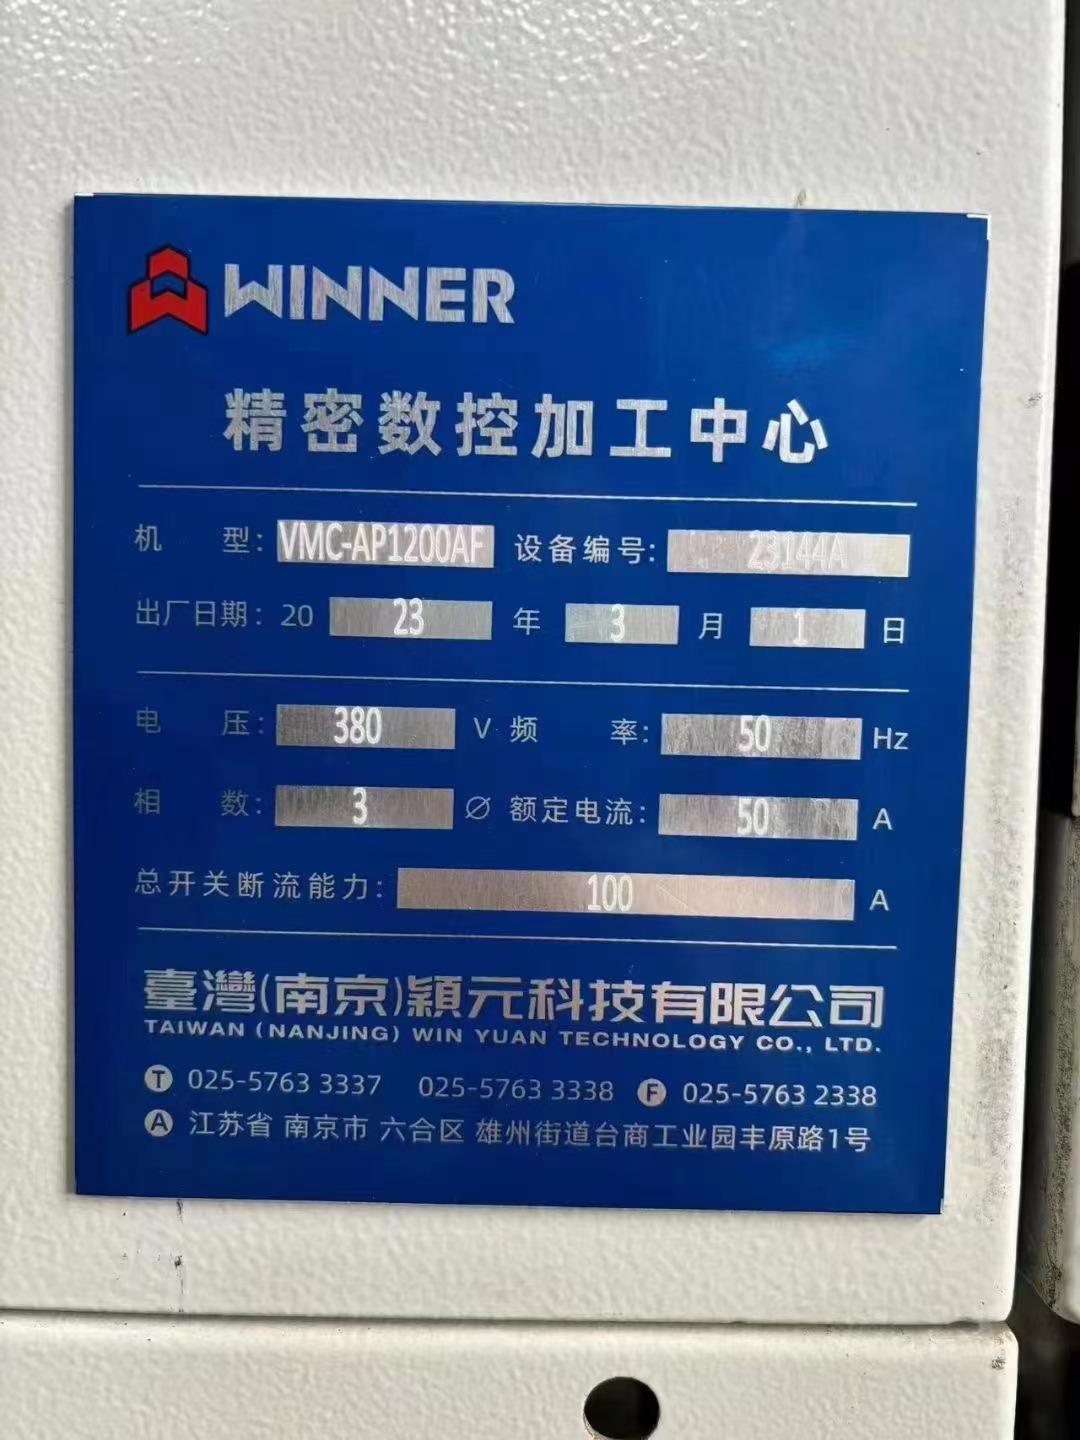 WINNER
精密数控加工中心
机 型: VMC-AP1200AF 设备编号: 23144A
出厂日期: 20 23 年 3 月 1 日
电 压: 380 V 频 率: 50 Hz
相 数: 3 Ø 额定电流: 50 A
总开关断流能力: 100 A
臺灣(南京)穎元科技有限公司
TAIWAN (NANJING) WIN YUAN TECHNOLOGY CO., LTD.
T 025-5763 3337 025-5763 3338 F 025-5763 2338
A 江苏省 南京市 六合区 雄州街道台商工业园丰原路1号